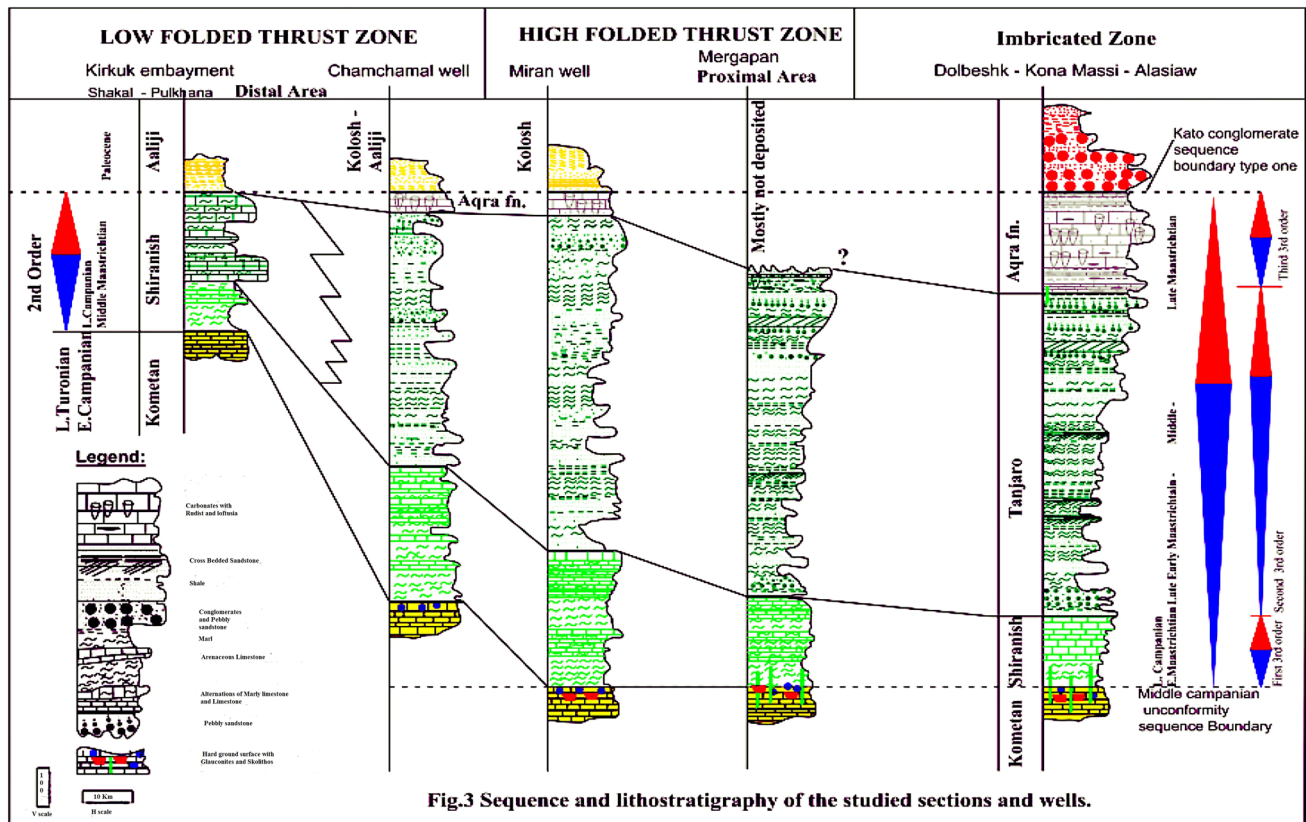 LOW FOLDED THRUST ZONE
HIGH FOLDED THRUST ZONE
Imbricated Zone
Kirkuk embayment
Chamchamal well
Miran well
Mergapan
Proximal Area
Dolbeshk - Kona Massi - Alasiaw
Shakal - Pulkhana
Distal Area
Paleocene
Aaliji
Kolosh -
Aaliji
Kolosh
Mostly not deposited
Kato conglomerate
sequence
boundary type one
Aqra fn.
?
2nd Order
L.Campanian
Middle Maastrichtian
Shiranish
L.Turonian
E.Campanian
Kometan
Aqra fn.
Tanjaro
Shiranish
Kometan
Late Maastrichtian
Middle -
E.Maastrichtin Late Early Maastrichtain -
L. Campanian
Third 3rd order
Second 3rd order
First 3rd order
Middle campanian
unconformity
sequence Boundary
Legend:
Carbonates with
Rudist and loftusia
Cross Bedded Sandstone
Shale
Conglomerates
and Pebbly
sandstone
Marl
Arenaceous Limestone
Alternations of Marly limestone
and Limestone
Pebbly sandstone
Hard ground surface with
Glauconites and Skolithos
100
V scale
10 Km
H scale
Fig.3 Sequence and lithostratigraphy of the studied sections and wells.